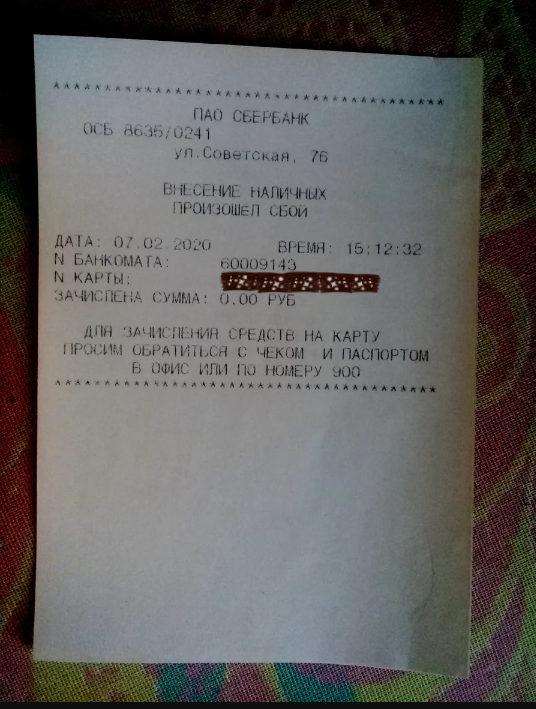 ************************************************
ПАО СБЕРБАНК
ОСБ 8635/0241
ул.Советская, 76
ВНЕСЕНИЕ НАЛИЧНЫХ
ПРОИЗОШЕЛ СБОЙ
ДАТА: 07.02.2020 ВРЕМЯ: 15:12:32
N БАНКОМАТА: 60009143
N КАРТЫ:
ЗАЧИСЛЕНА СУММА: 0.00 РУБ
ДЛЯ ЗАЧИСЛЕНИЯ СРЕДСТВ НА КАРТУ
ПРОСИМ ОБРАТИТЬСЯ С ЧЕКОМ И ПАСПОРТОМ
В ОФИС ИЛИ ПО НОМЕРУ 900
************************************************